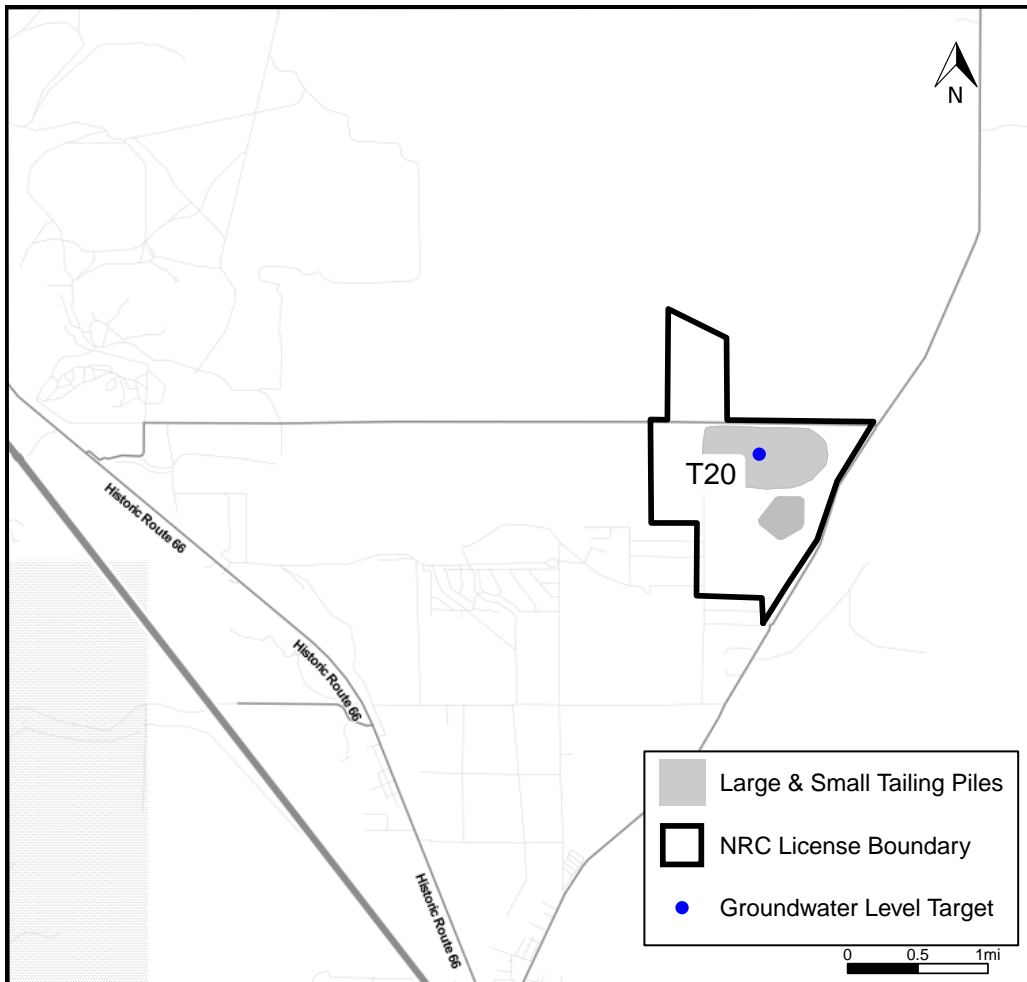 N
T20
Historic Route 66
Historic Route 66
Historic Route 66
Large & Small Tailing Piles
NRC License Boundary
Groundwater Level Target
0 0.5 1mi